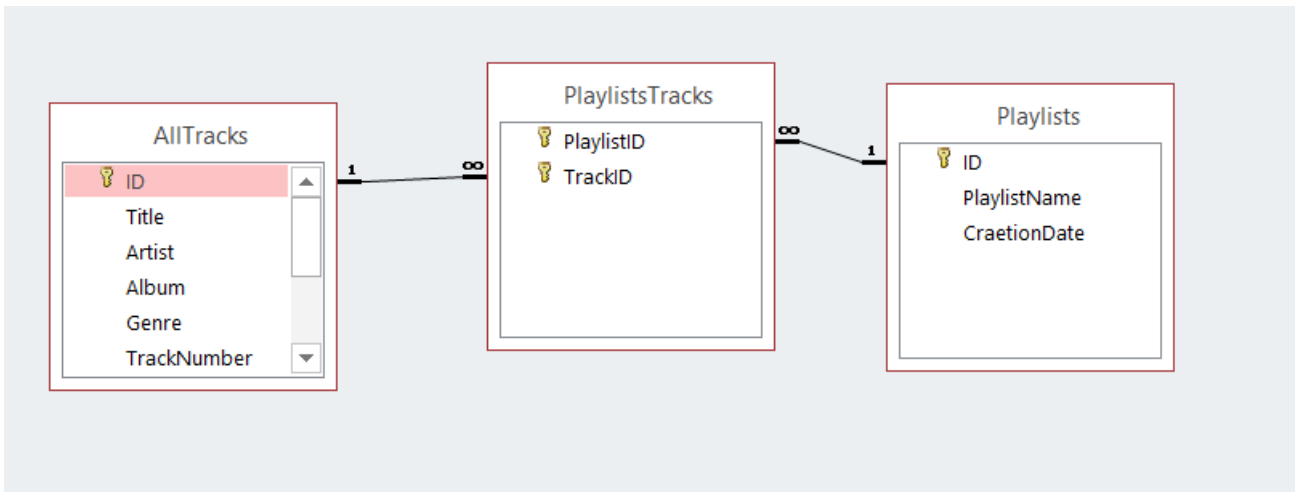 AllTracks
ID
Title
Artist
Album
Genre
TrackNumber
1
∞
PlaylistsTracks
PlaylistID
TrackID
∞
1
Playlists
ID
PlaylistName
CraetionDate